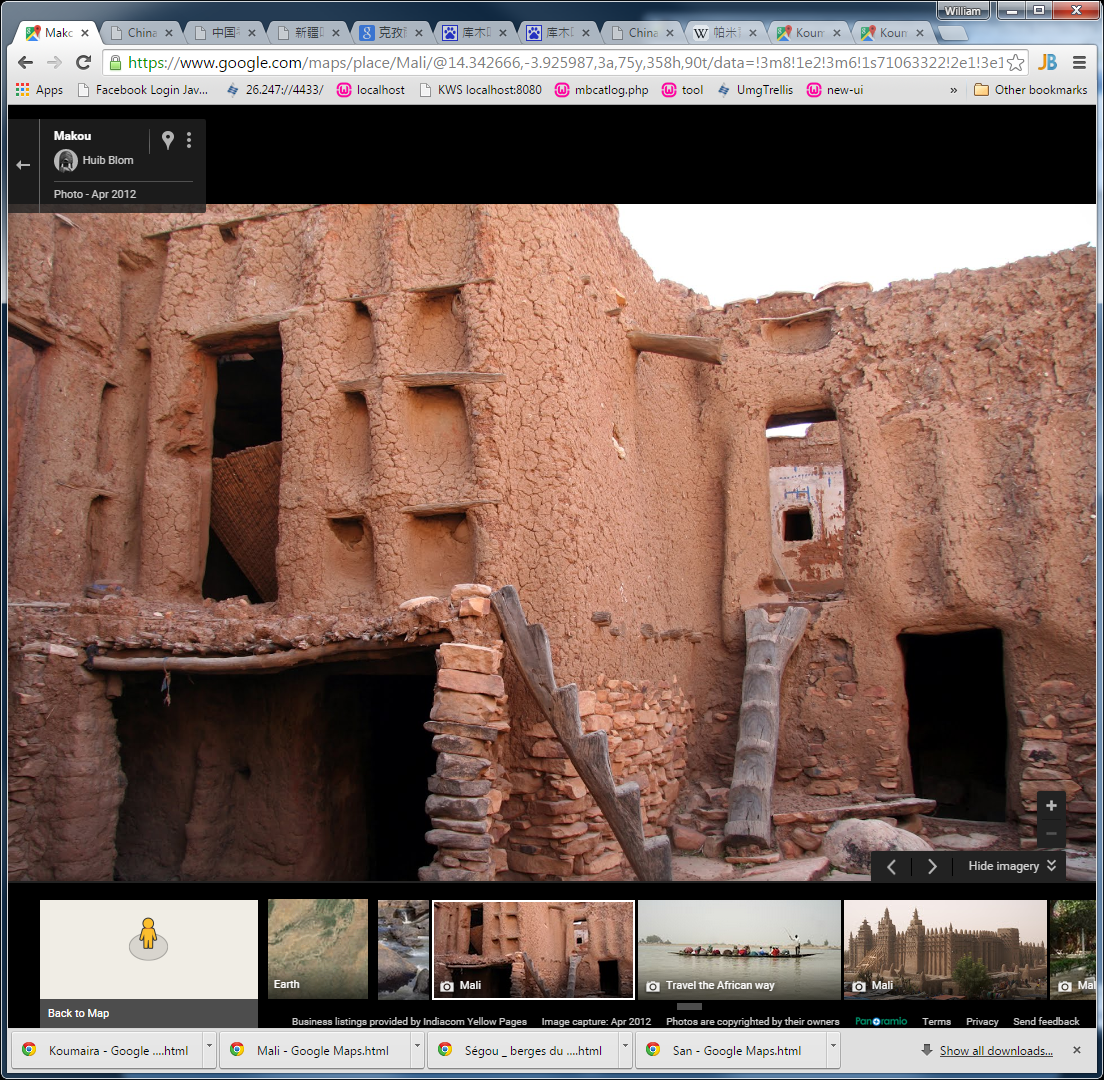 William
Makc
China
中国
新疆
克孜
库木
库木
China
帕米
Koum
Koun
https://www.google.com/maps/place/Mali/@14.342666,-3.925987,3a,75y,358h,90t/data=!3m8!1e2!3m6!1s71063322!2e1!3e1
JB
Apps
Facebook Login Jav...
26.247://4433/
localhost
KWS localhost:8080
mbcatlog.php
tool
UmgTrellis
new-ui
»
Other bookmarks
Makou
Huib Blom
Photo - Apr 2012
Hide imagery
Earth
Mali
Travel the African way
Mali
Mal
Back to Map
Business listings provided by Indiacom Yellow Pages
Image capture: Apr 2012
Photos are copyrighted by their owners
Panoramio
Terms
Privacy
Send feedback
Koumaira - Google ....html
Mali - Google Maps.html
Ségou _ berges du ....html
San - Google Maps.html
Show all downloads...